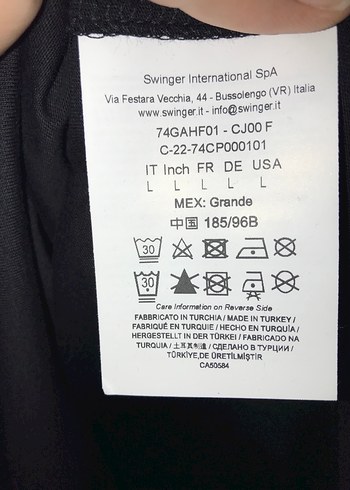 Swinger International SpA
Via Festara Vecchia, 44 - Bussolengo (VR) Italia
www.swinger.it - info@swinger.it
74GAHF01 - CJ00 F
C-22-74CP000101
IT Inch FR DE USA
L L L L L
MEX: Grande
中国 185/96B
30
30
Care Information on Reverse Side
FABBRICATO IN TURCHIA / MADE IN TURKEY /
FABRIQUÉ EN TURQUIE / HECHO EN TURQUÍA /
HERGESTELLT IN DER TÜRKEI / FABRICADO NA
TURQUIA / 土耳其制造 / СДЕЛАНО В ТУРЦИИ /
TÜRKİYE,DE ÜRETİLMİŞTİR
CA50584